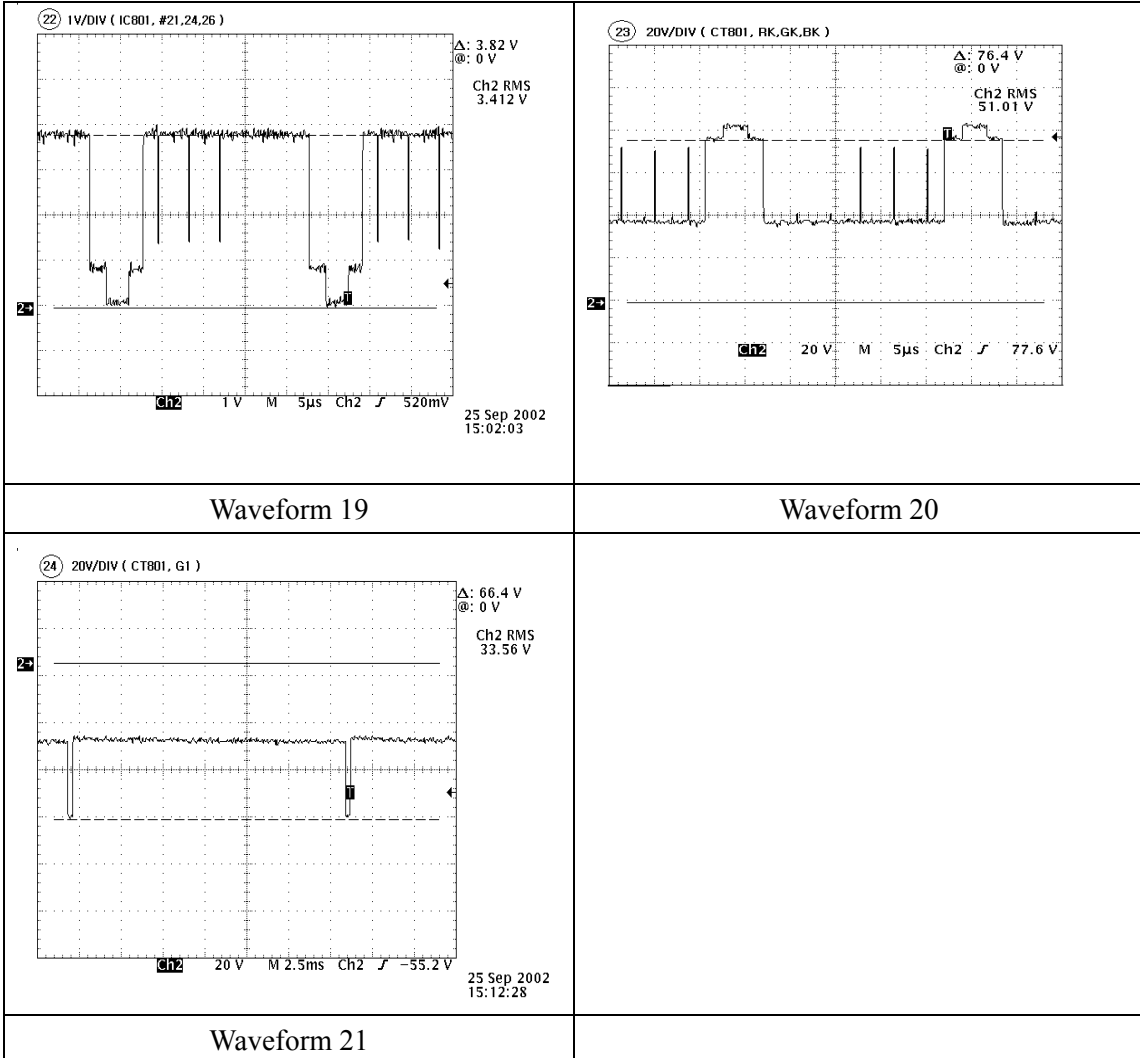 22 1V/DIV ( IC801, #21,24,26 )
Δ: 3.82 V
@: 0 V
Ch2 RMS
3.412 V
T
2→
Ch2 1 V M 5µs Ch2 ƒ 520mV
25 Sep 2002
15:02:03
23 20V/DIV ( CT801, RK,GK,BK )
Δ: 76.4 V
@: 0 V
Ch2 RMS
51.01 V
T
2→
Ch2 20 V M 5µs Ch2 ƒ 77.6 V
Waveform 19
Waveform 20
24 20V/DIV ( CT801, G1 )
Δ: 66.4 V
@: 0 V
Ch2 RMS
33.56 V
2→
T
Ch2 20 V M 2.5ms Ch2 ƒ −55.2 V
25 Sep 2002
15:12:28
Waveform 21